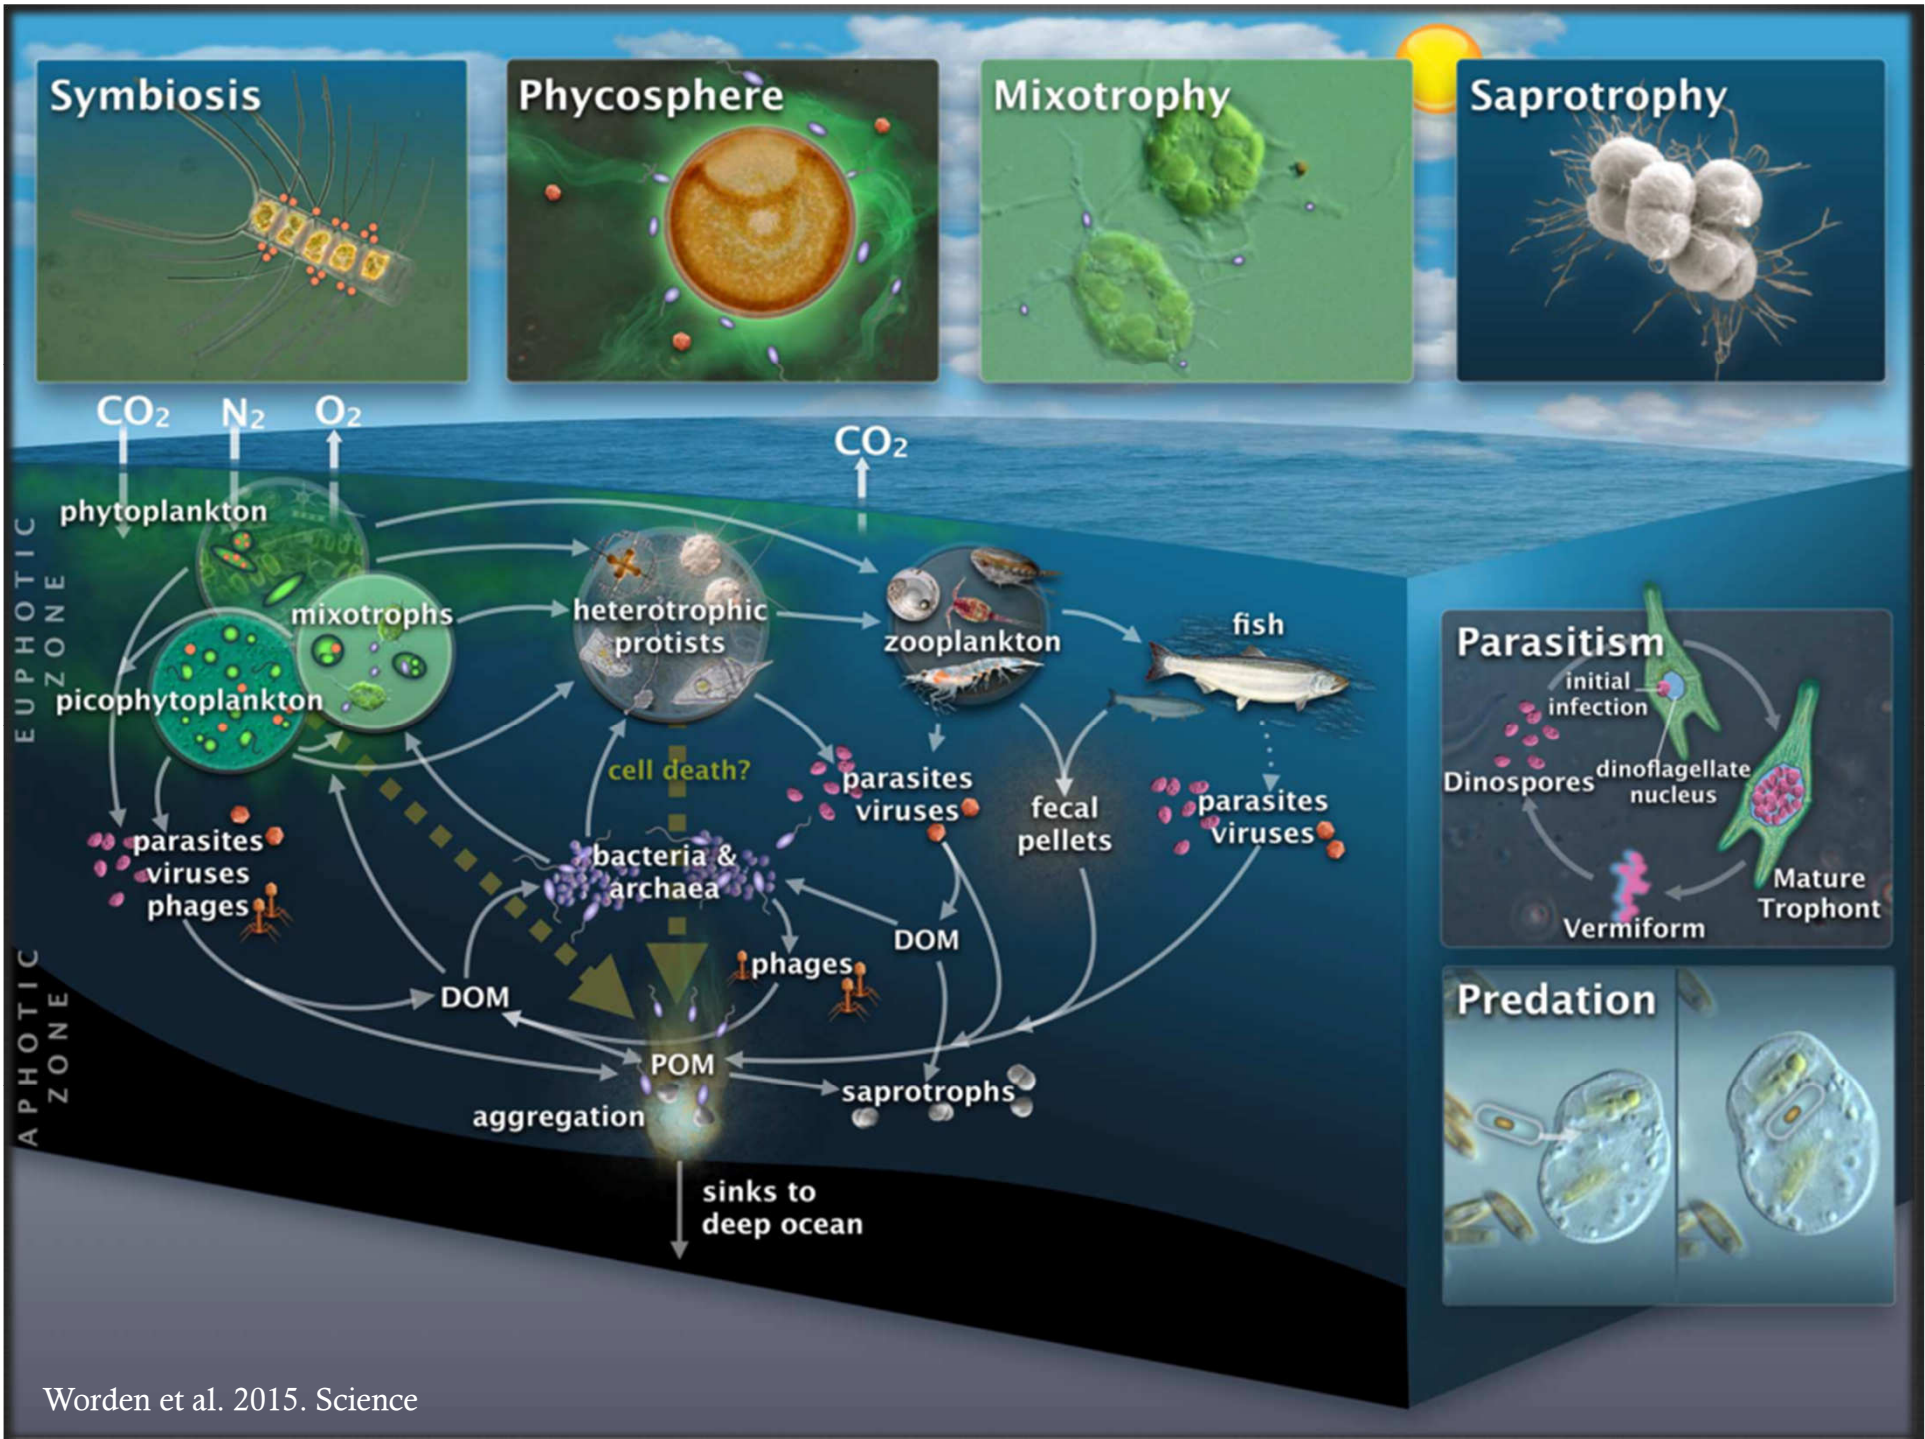 Symbiosis
Phycosphere
Mixotrophy
Saprotrophy
CO₂
N₂
O₂
CO₂
EUPHOTIC
ZONE
phytoplankton
mixotrophs
picophytoplankton
heterotrophic
protists
zooplankton
fish
cell death?
parasites
viruses
fecal
pellets
parasites
viruses
parasites
viruses
phages
bacteria &
archaea
DOM
phages
DOM
POM
saprotrophs
aggregation
APHOTIC
ZONE
sinks to
deep ocean
Parasitism
initial
infection
Dinospores
dinoflagellate
nucleus
Mature
Trophont
Vermiform
Predation
Worden et al. 2015. Science